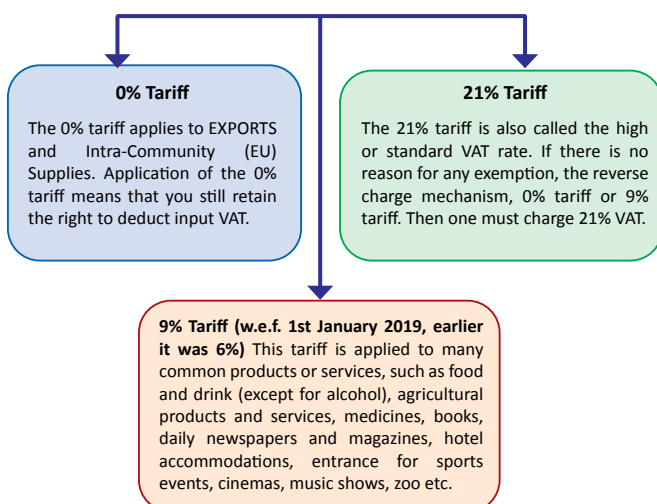 0% Tariff
The 0% tariff applies to EXPORTS
and Intra-Community (EU)
Supplies. Application of the 0%
tariff means that you still retain
the right to deduct input VAT.
21% Tariff
The 21% tariff is also called the high
or standard VAT rate. If there is no
reason for any exemption, the reverse
charge mechanism, 0% tariff or 9%
tariff. Then one must charge 21% VAT.
9% Tariff (w.e.f. 1st January 2019, earlier
it was 6%) This tariff is applied to many
common products or services, such as food
and drink (except for alcohol), agricultural
products and services, medicines, books,
daily newspapers and magazines, hotel
accommodations, entrance for sports
events, cinemas, music shows, zoo etc.